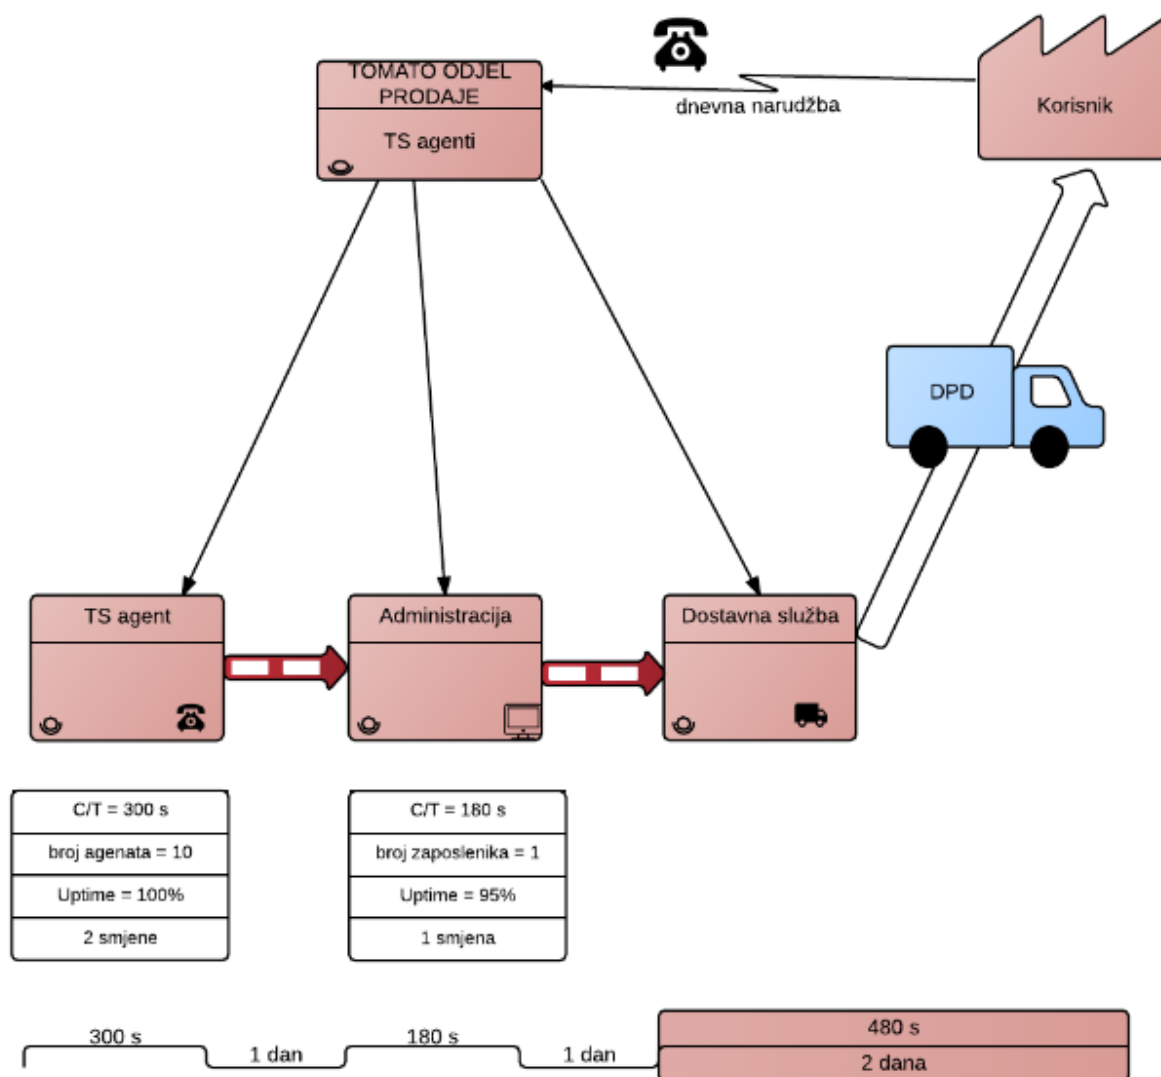 TOMATO ODJEL
PRODAJE
TS agenti
dnevna narudžba
Korisnik
DPD
TS agent
Administracija
Dostavna služba
C/T = 300 s
broj agenata = 10
Uptime = 100%
2 smjene
C/T = 180 s
broj zaposlenika = 1
Uptime = 95%
1 smjena
300 s
1 dan
180 s
1 dan
480 s
2 dana